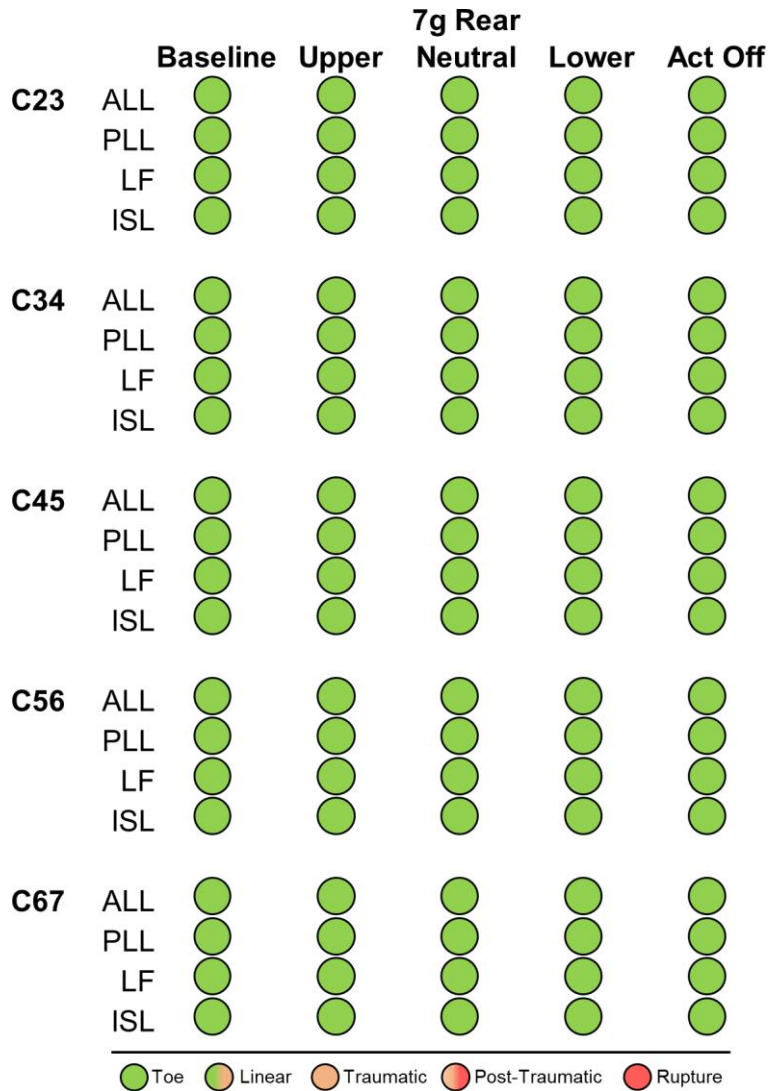 7g Rear
Baseline Upper Neutral Lower Act Off
C23 ALL
PLL
LF
ISL
C34 ALL
PLL
LF
ISL
C45 ALL
PLL
LF
ISL
C56 ALL
PLL
LF
ISL
C67 ALL
PLL
LF
ISL
Toe Linear Traumatic Post-Traumatic Rupture